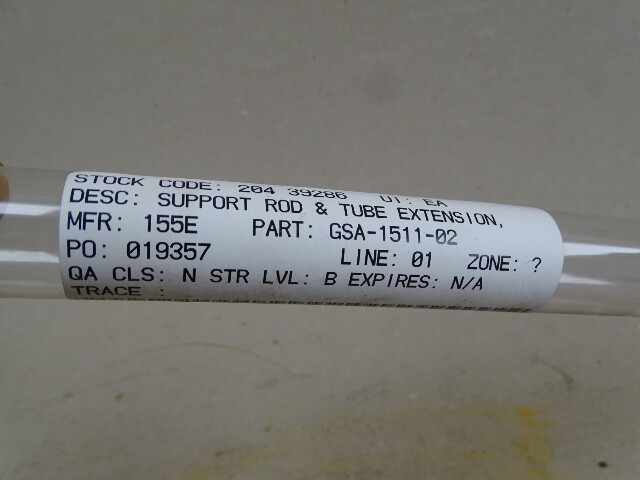 STOCK CODE: 204 39286 UI: EA
DESC: SUPPORT ROD & TUBE EXTENSION,
MFR: 155E PART: GSA-1511-02
PO: 019357 LINE: 01 ZONE: ?
QA CLS: N STR LVL: B EXPIRES: N/A
TRACE :